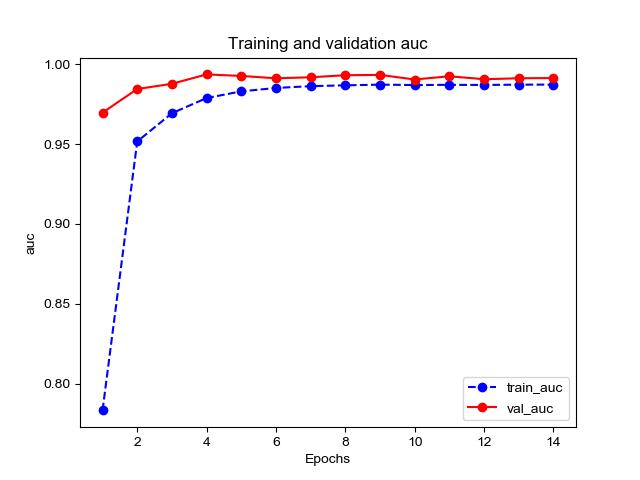 Training and validation auc
1.00
0.95
0.90
0.85
0.80
auc
2 4 6 8 10 12 14
Epochs
train_auc
val_auc